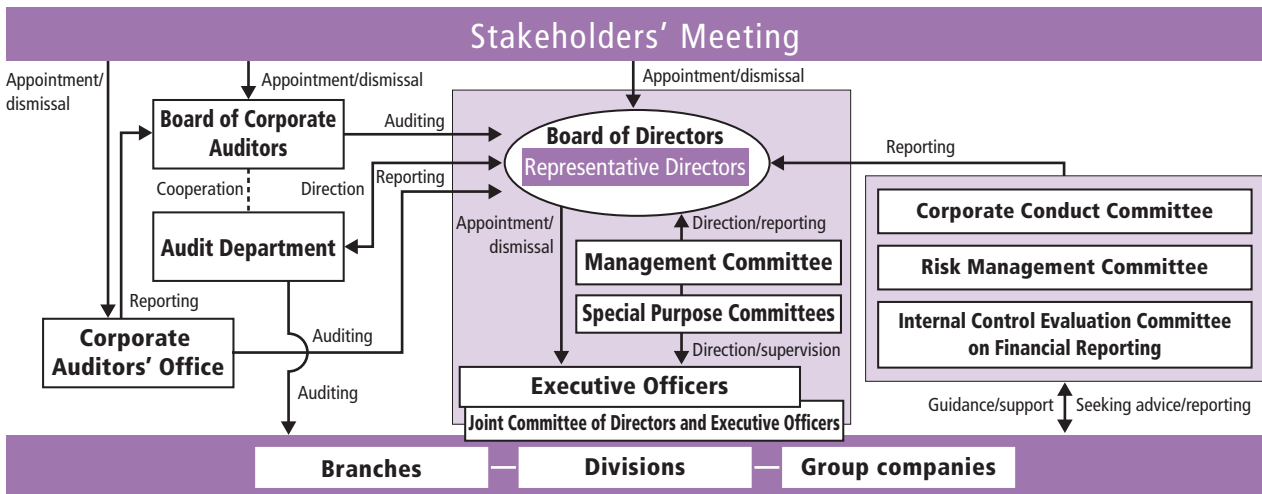 Stakeholders’ Meeting
Appointment/
dismissal
Appointment/dismissal
Appointment/dismissal
Board of Corporate
Auditors
Auditing
Board of Directors
Representative Directors
Reporting
Cooperation
Direction
Reporting
Corporate Conduct Committee
Audit Department
Appointment/
dismissal
Direction/reporting
Management Committee
Risk Management Committee
Reporting
Special Purpose Committees
Internal Control Evaluation Committee
on Financial Reporting
Corporate
Auditors’ Office
Auditing
Direction/supervision
Auditing
Executive Officers
Joint Committee of Directors and Executive Officers
Guidance/support
Seeking advice/reporting
Branches
Divisions
Group companies